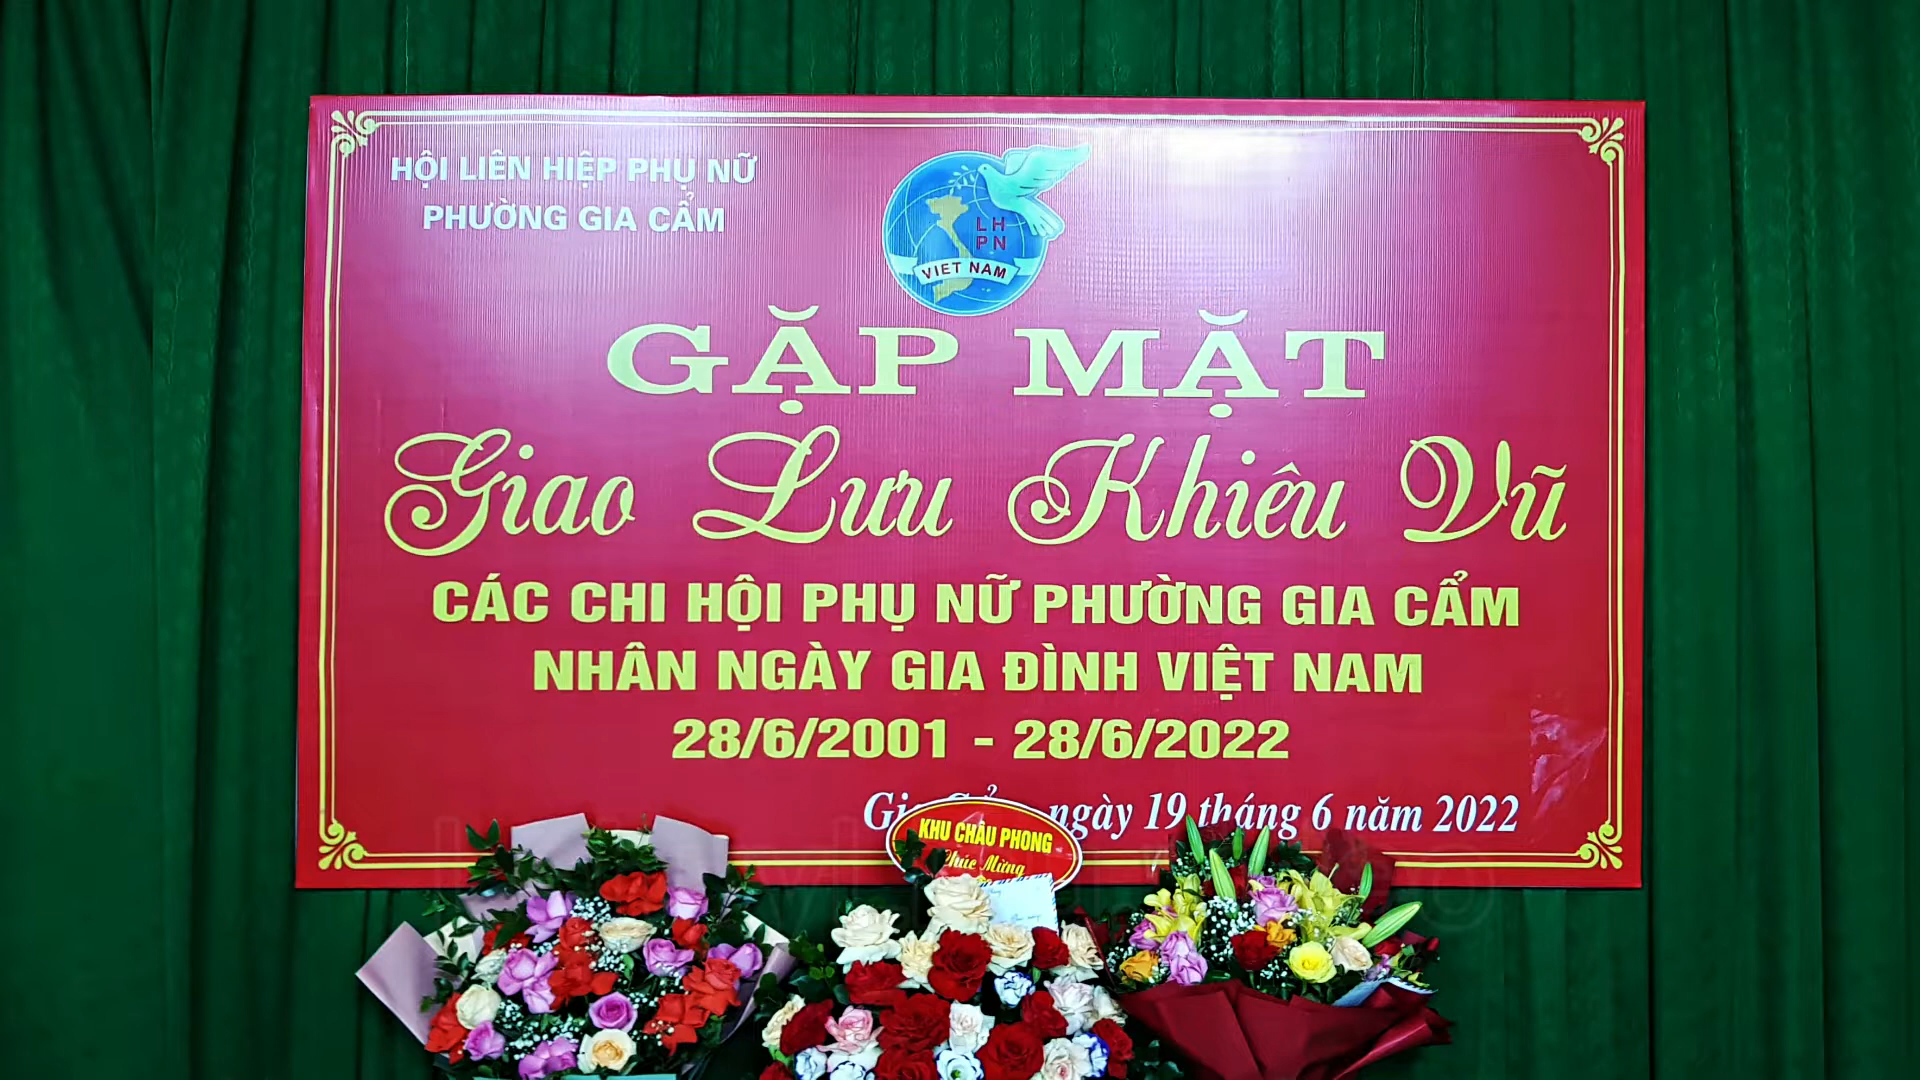 HỘI LIÊN HIỆP PHỤ NỮ
PHƯỜNG GIA CẨM
LH
PN
VIET NAM
GẶP MẶT
Giao Lưu Khiêu Vũ
CÁC CHI HỘI PHỤ NỮ PHƯỜNG GIA CẨM
NHÂN NGÀY GIA ĐÌNH VIỆT NAM
28/6/2001 - 28/6/2022
ngày 19 tháng 6 năm 2022
KHU CHÂU PHONG
Chúc Mừng